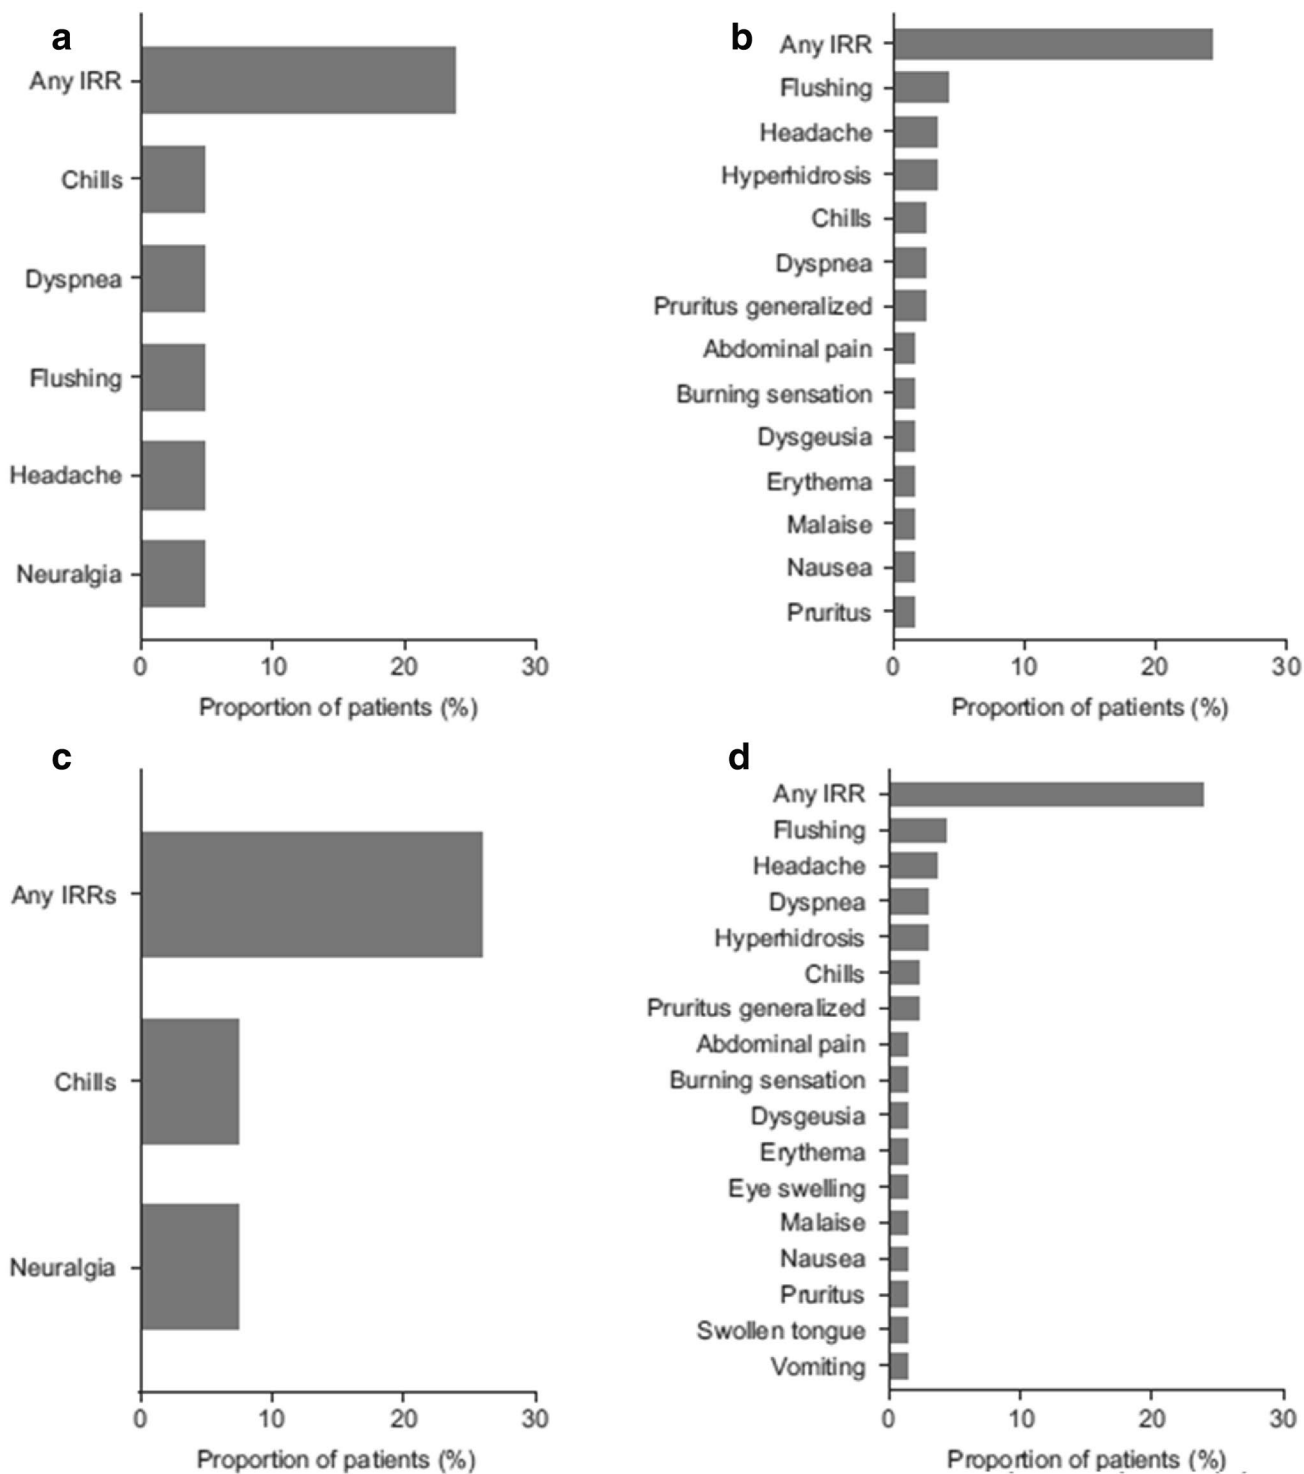 a
Any IRR
Chills
Dyspnea
Flushing
Headache
Neuralgia
0 10 20 30
Proportion of patients (%)
b
Any IRR
Flushing
Headache
Hyperhidrosis
Chills
Dyspnea
Pruritus generalized
Abdominal pain
Burning sensation
Dysgeusia
Erythema
Malaise
Nausea
Pruritus
0 10 20 30
Proportion of patients (%)
c
Any IRRs
Chills
Neuralgia
0 10 20 30
Proportion of patients (%)
d
Any IRR
Flushing
Headache
Dyspnea
Hyperhidrosis
Chills
Pruritus generalized
Abdominal pain
Burning sensation
Dysgeusia
Erythema
Eye swelling
Malaise
Nausea
Pruritus
Swollen tongue
Vomiting
0 10 20 30
Proportion of patients (%)